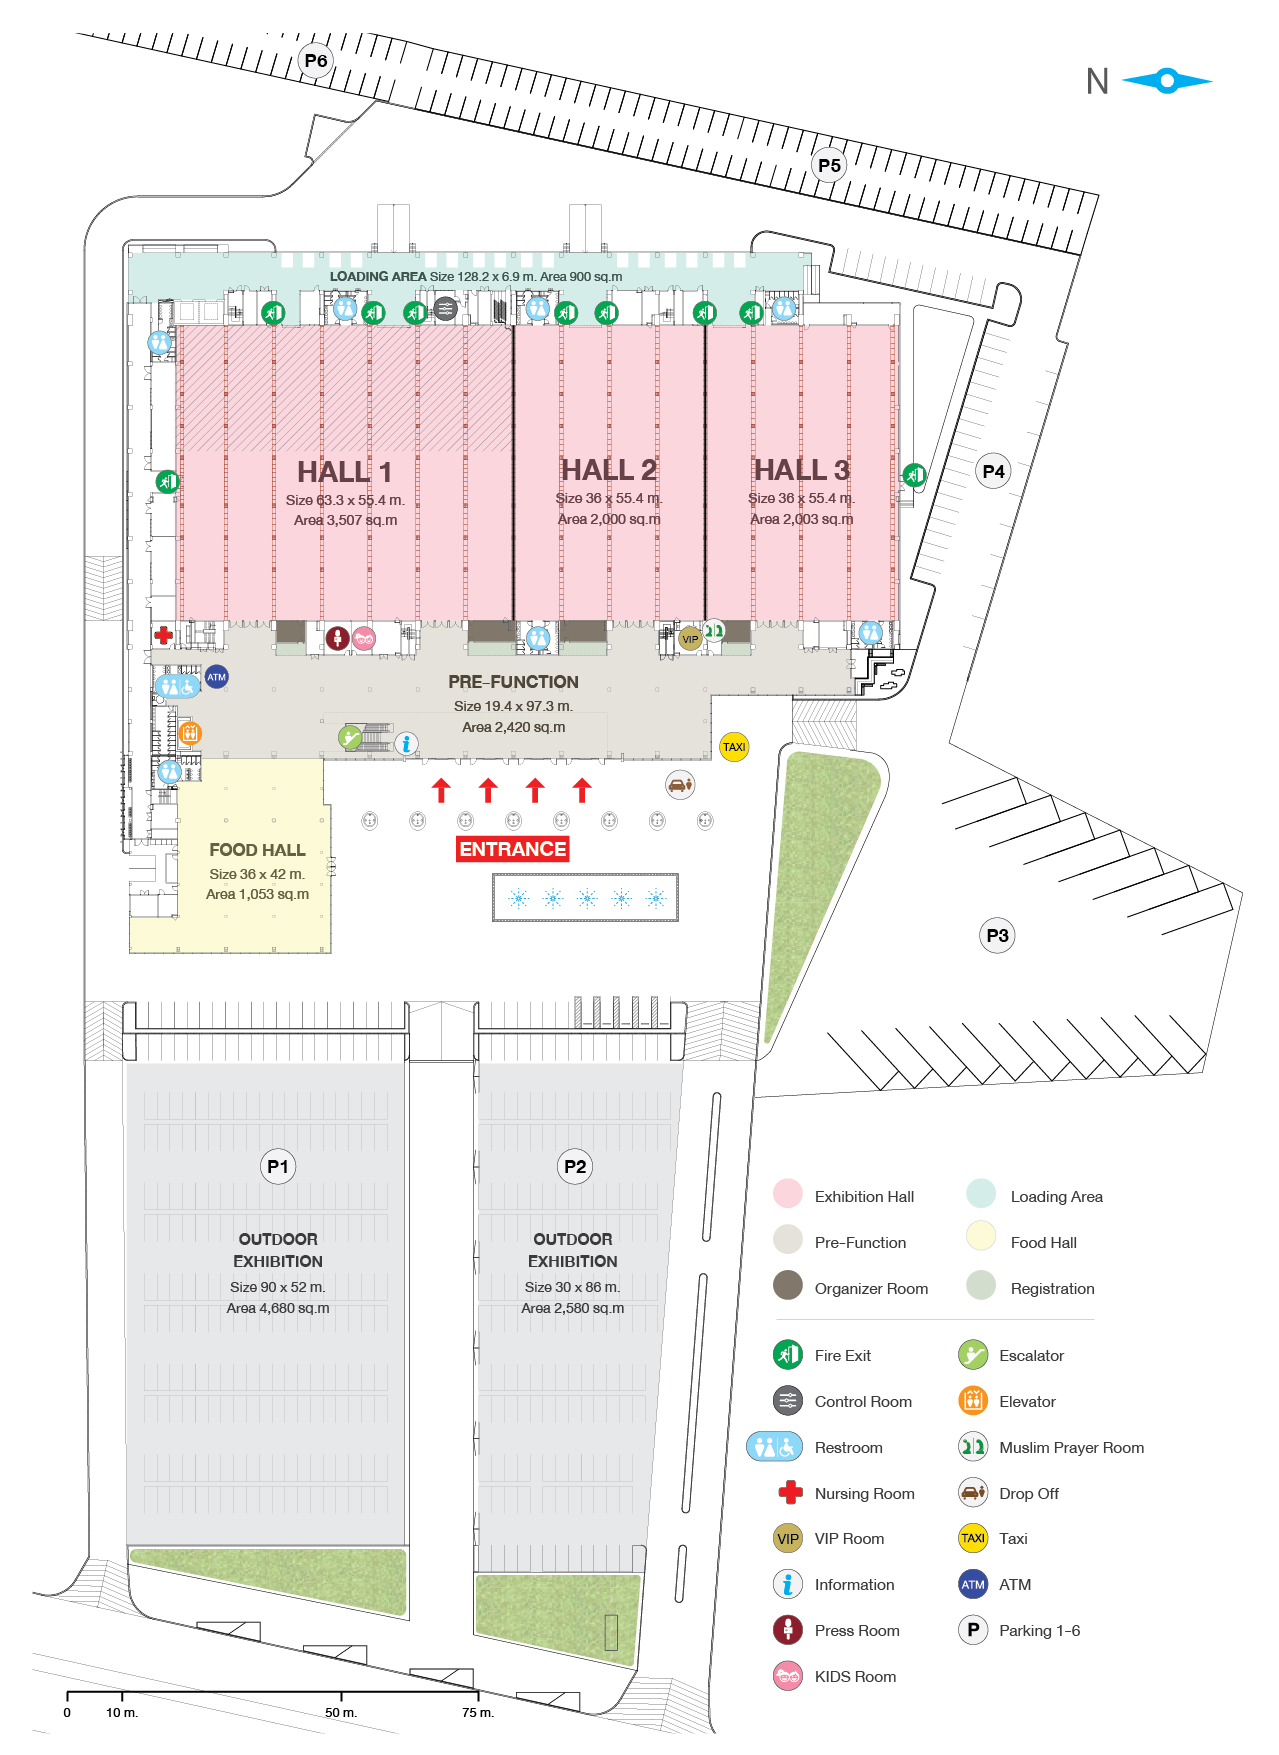 P6
N
P5
LOADING AREA Size 128.2 x 6.9 m. Area 900 sq.m
HALL 1
Size 63.3 x 55.4 m.
Area 3,507 sq.m
HALL 2
Size 36 x 55.4 m.
Area 2,000 sq.m
HALL 3
Size 36 x 55.4 m.
Area 2,003 sq.m
P4
VIP
ATM
PRE-FUNCTION
Size 19.4 x 97.3 m.
Area 2,420 sq.m
TAXI
ENTRANCE
FOOD HALL
Size 36 x 42 m.
Area 1,053 sq.m
P3
P1
OUTDOOR
EXHIBITION
Size 90 x 52 m.
Area 4,680 sq.m
P2
OUTDOOR
EXHIBITION
Size 30 x 86 m.
Area 2,580 sq.m
Exhibition Hall
Loading Area
Pre-Function
Food Hall
Organizer Room
Registration
Fire Exit
Escalator
Control Room
Elevator
Restroom
Muslim Prayer Room
Nursing Room
Drop Off
VIP VIP Room
TAXI Taxi
Information
ATM ATM
Press Room
P Parking 1-6
KIDS Room
0 10 m. 50 m. 75 m.